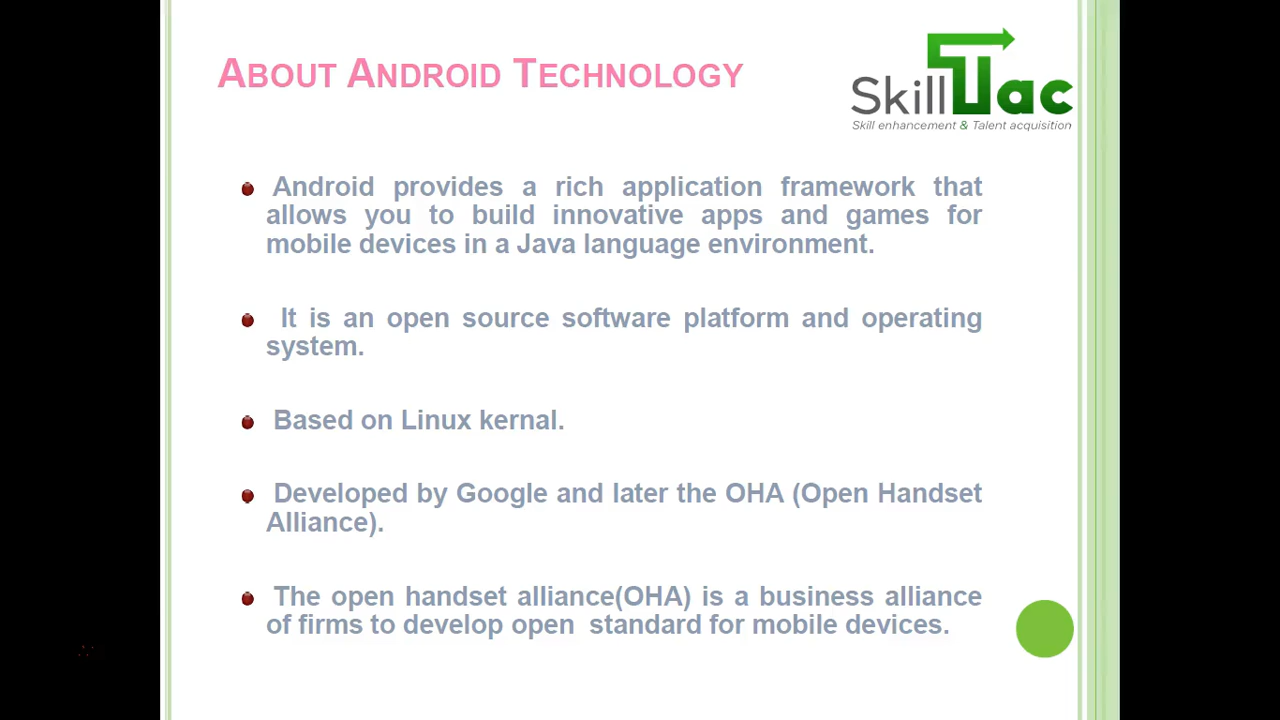 ABOUT ANDROID TECHNOLOGY
Skill Tac
Skill enhancement & Talent acquisition
Android provides a rich application framework that
allows you to build innovative apps and games for
mobile devices in a Java language environment.
It is an open source software platform and operating
system.
Based on Linux kernal.
Developed by Google and later the OHA (Open Handset
Alliance).
The open handset alliance(OHA) is a business alliance
of firms to develop open standard for mobile devices.